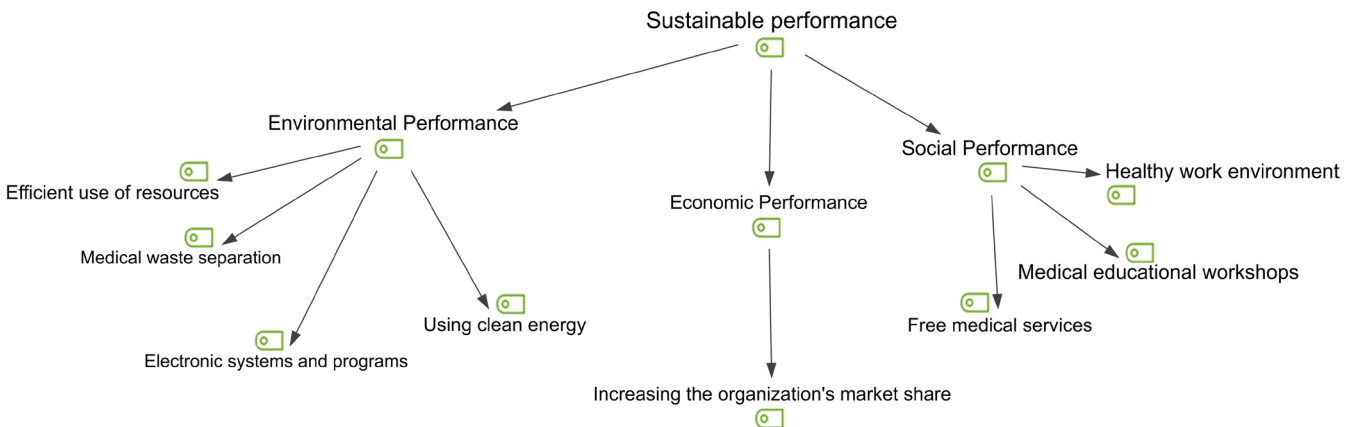 Sustainable performance
Environmental Performance
Social Performance
Healthy work environment
Efficient use of resources
Economic Performance
Medical waste separation
Medical educational workshops
Using clean energy
Free medical services
Electronic systems and programs
Increasing the organization's market share